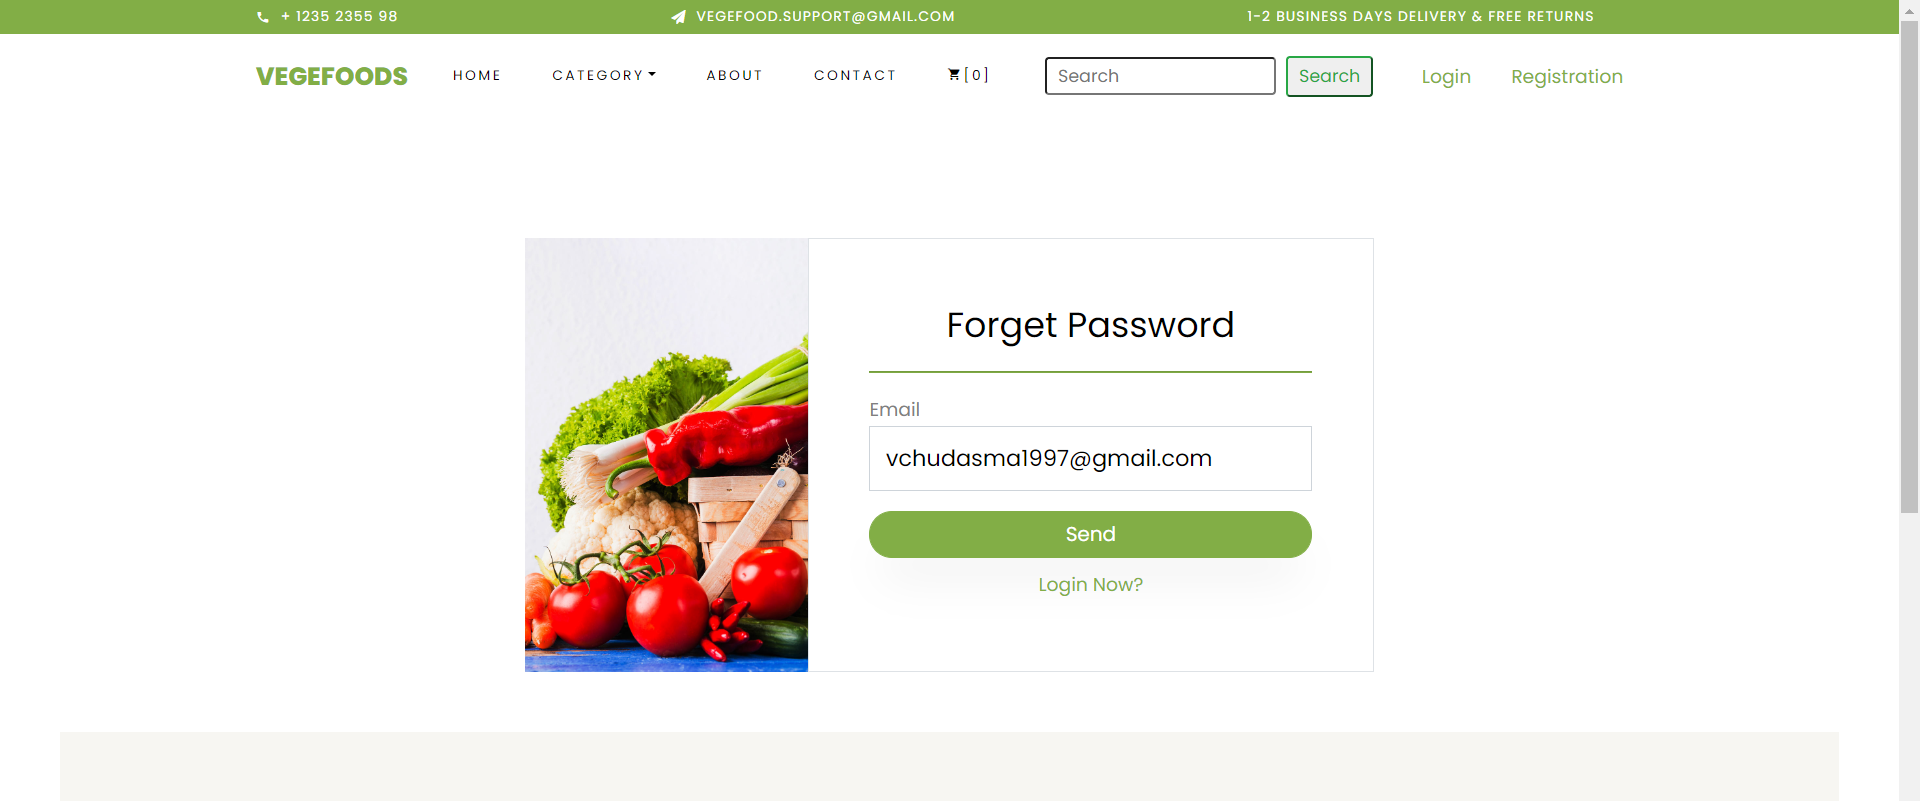 + 1235 2355 98
VEGEFOOD.SUPPORT@GMAIL.COM
1-2 BUSINESS DAYS DELIVERY & FREE RETURNS
VEGEFOODS
HOME
CATEGORY
ABOUT
CONTACT
[0]
Search
Search
Login
Registration
Forget Password
Email
vchudasma1997@gmail.com
Send
Login Now?